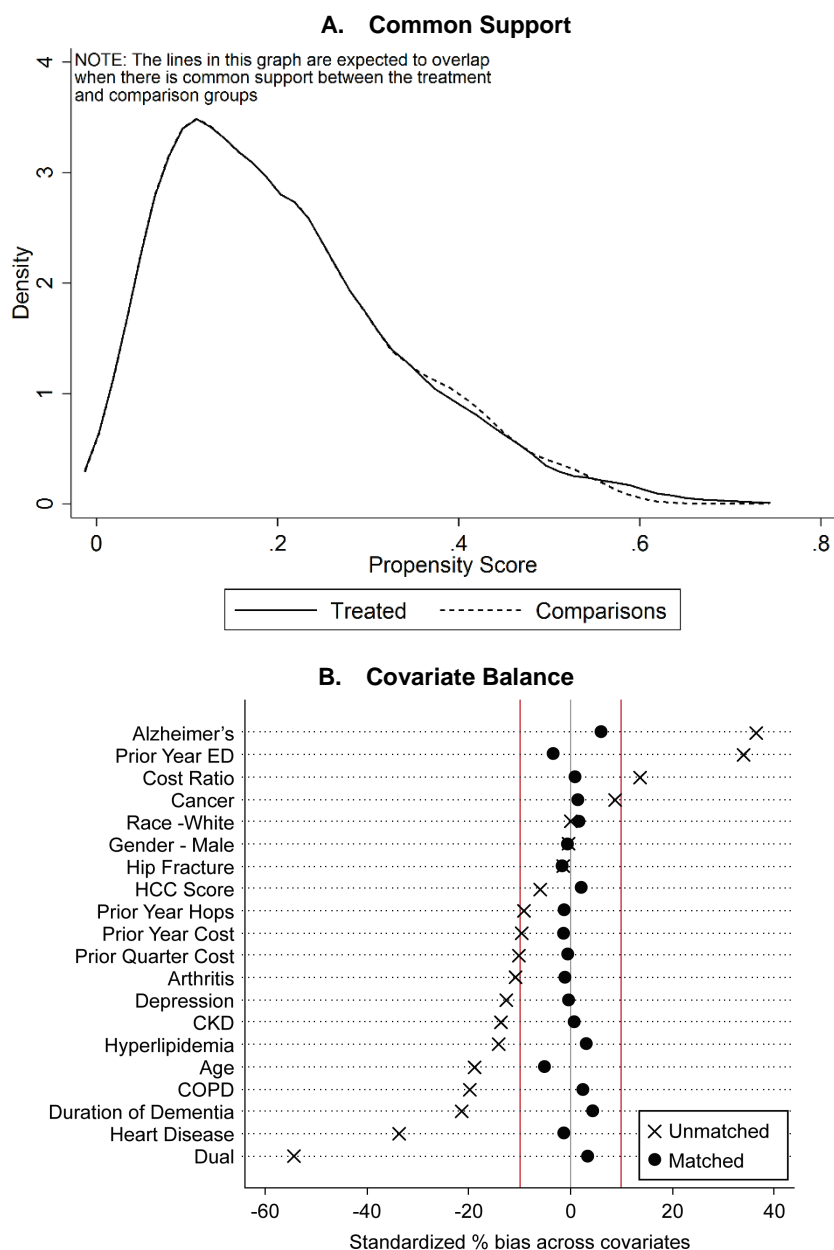 A. Common Support
NOTE: The lines in this graph are expected to overlap
when there is common support between the treatment
and comparison groups
4
3
2
1
0
Density
0 .2 .4 .6 .8
Propensity Score
Treated Comparisons
B. Covariate Balance
Alzheimer's
Prior Year ED
Cost Ratio
Cancer
Race -White
Gender - Male
Hip Fracture
HCC Score
Prior Year Hops
Prior Year Cost
Prior Quarter Cost
Arthritis
Depression
CKD
Hyperlipidemia
Age
COPD
Duration of Dementia
Heart Disease
Dual
Unmatched
Matched
-60 -40 -20 0 20 40
Standardized % bias across covariates